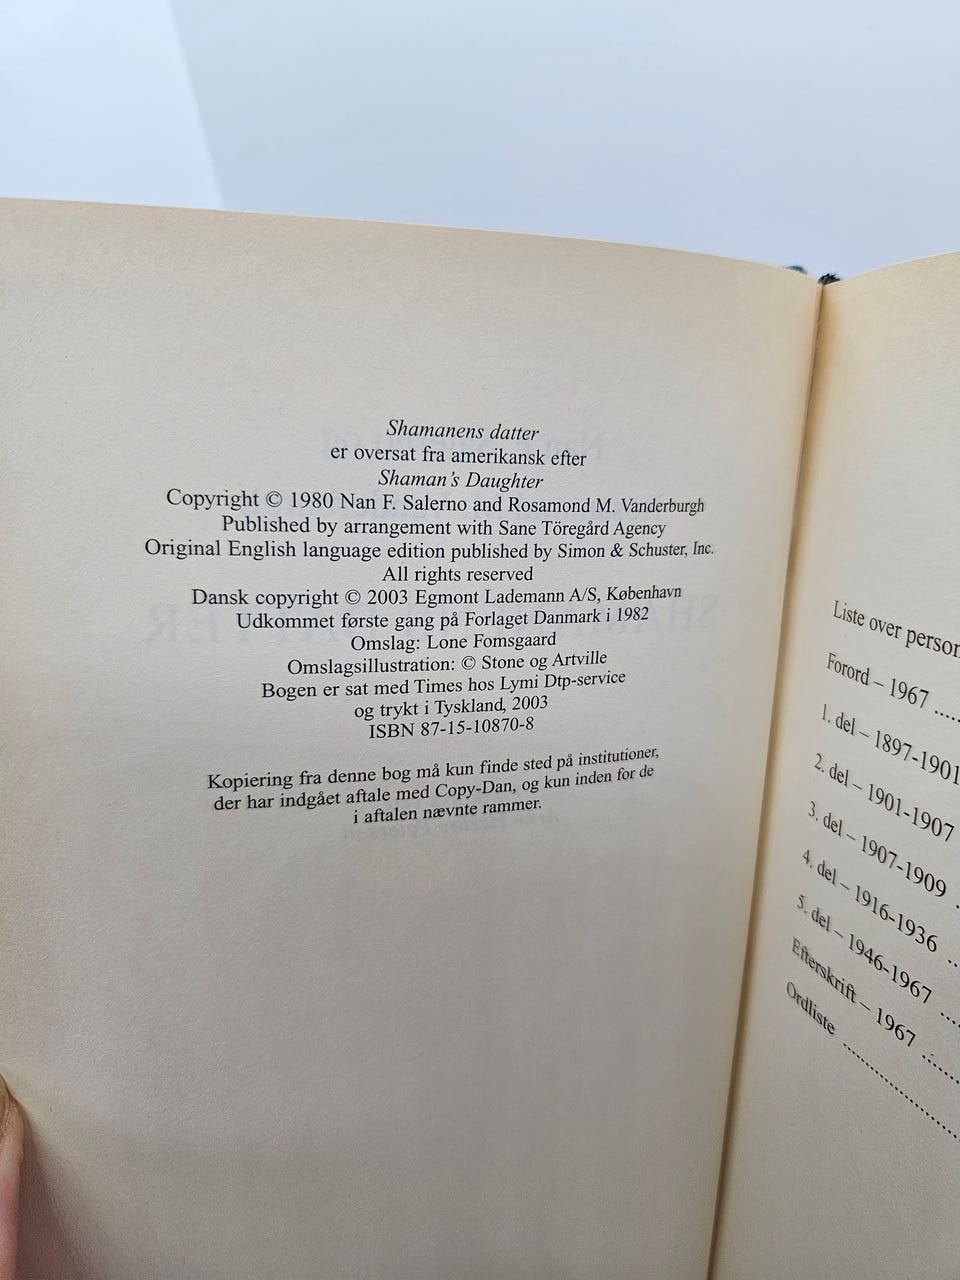 Shamanens datter
er oversat fra amerikansk efter
Shaman's Daughter
Copyright © 1980 Nan F. Salerno and Rosamond M. Vanderburgh
Published by arrangement with Sane Töregård Agency
Original English language edition published by Simon & Schuster, Inc.
All rights reserved
Dansk copyright © 2003 Egmont Lademann A/S, København
Udkommet første gang på Forlaget Danmark i 1982
Omslag: Lone Fomsgaard
Omslagsillustration: © Stone og Artville
Bogen er sat med Times hos Lymi Dtp-service
og trykt i Tyskland, 2003
ISBN 87-15-10870-8
Kopiering fra denne bog må kun finde sted på institutioner,
der har indgået aftale med Copy-Dan, og kun inden for de
i aftalen nævnte rammer.
Liste over person
Forord – 1967 .....
1. del – 1897-1901
2. del – 1901-1907
3. del – 1907-1909 .
4. del – 1916-1936 ..
5. del – 1946-1967 ....
Efterskrift – 1967 ......
Ordliste ........................